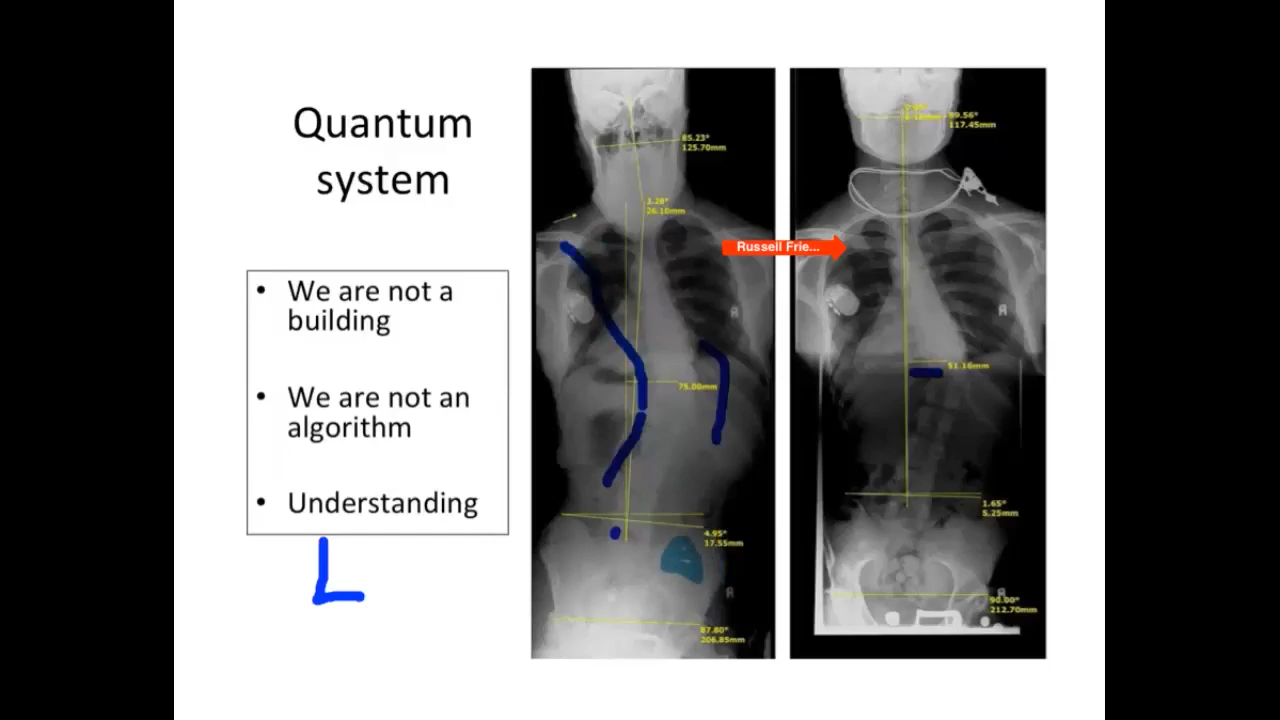 Quantum
system
• We are not a
building
• We are not an
algorithm
• Understanding
L
85.23°
125.70mm
3.28°
26.10mm
75.00mm
4.95°
17.55mm
87.80°
206.85mm
Russell Frie...
89.56°
117.45mm
51.16mm
1.65°
5.25mm
90.00°
212.70mm